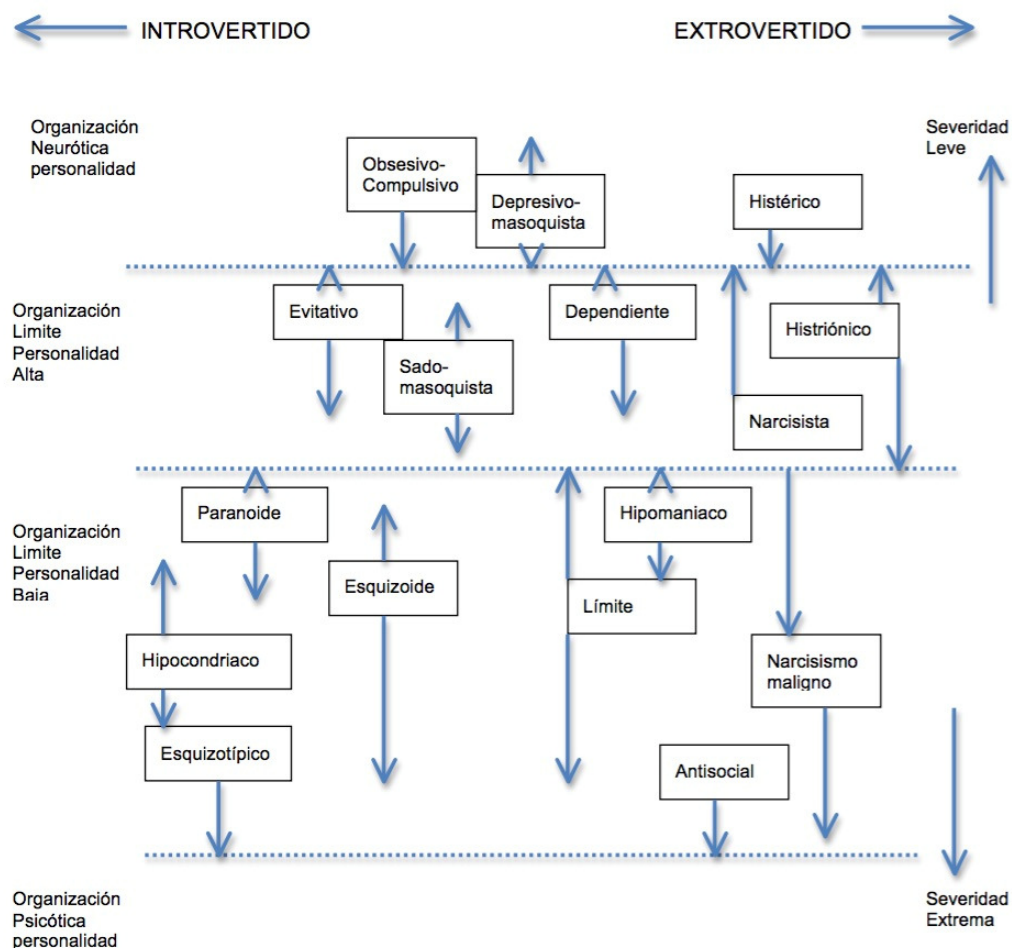 INTROVERTIDO
EXTROVERTIDO
Organización
Neurótica
personalidad
Severidad
Leve
Obsesivo-
Compulsivo
Depresivo-
masoquista
Histérico
Organización
Limite
Personalidad
Alta
Evitativo
Dependiente
Histriónico
Sado-
masoquista
Narcisista
Organización
Limite
Personalidad
Baja
Paranoide
Hipomaniaco
Esquizoide
Límite
Hipocondriaco
Narcisismo
maligno
Esquizotípico
Antisocial
Organización
Psicótica
personalidad
Severidad
Extrema